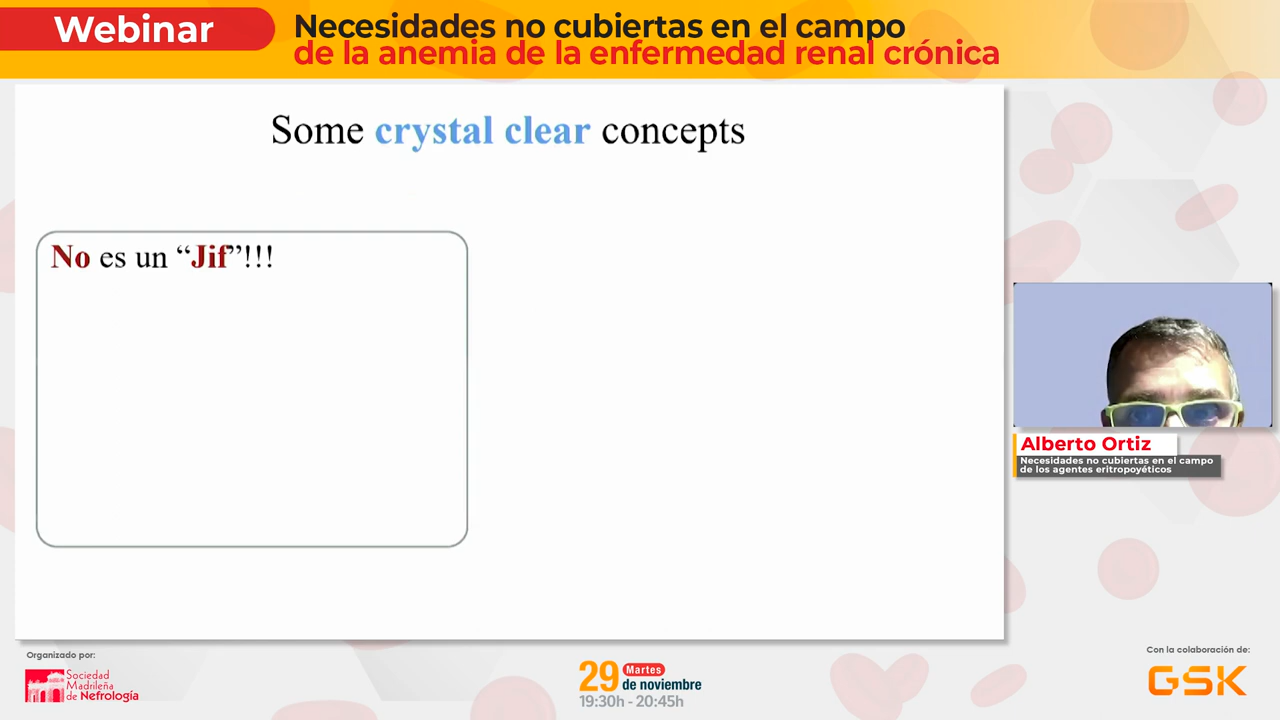 Webinar
Necesidades no cubiertas en el campo
de la anemia de la enfermedad renal crónica
Some crystal clear concepts
No es un “Jif”!!!
Alberto Ortiz
Necesidades no cubiertas en el campo
de los agentes eritropoyéticos
Organizado por:
Sociedad
Madrileña
de Nefrología
29 Martes
de noviembre
19:30h - 20:45h
Con la colaboración de:
GSK